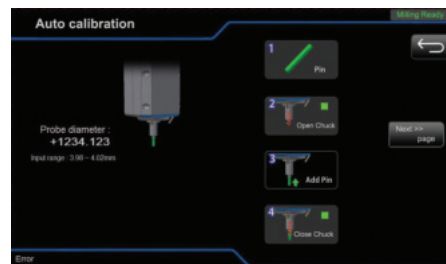 Milling Ready
Auto calibration
1
Pin
2
Open Chuck
Probe diameter :
+1234.123
Input range : 3.98 ~ 4.02mm
Next >>
page
3
Add Pin
4
Close Chuck
Error